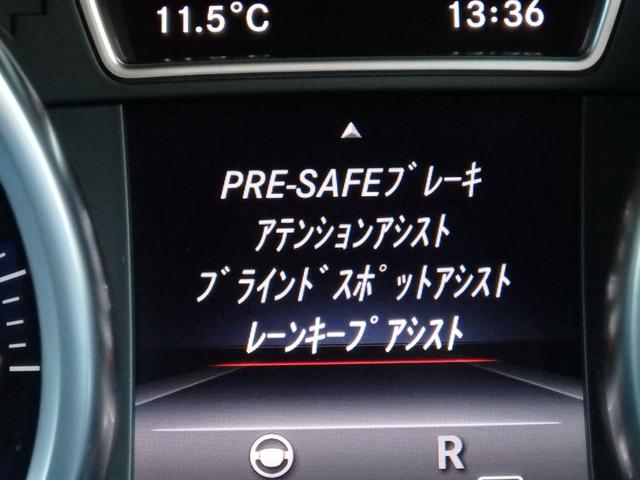 11.5°C 13:36
PRE-SAFEブレーキ
アテンションアシスト
ブラインドスポットアシスト
レーンキープアシスト
R